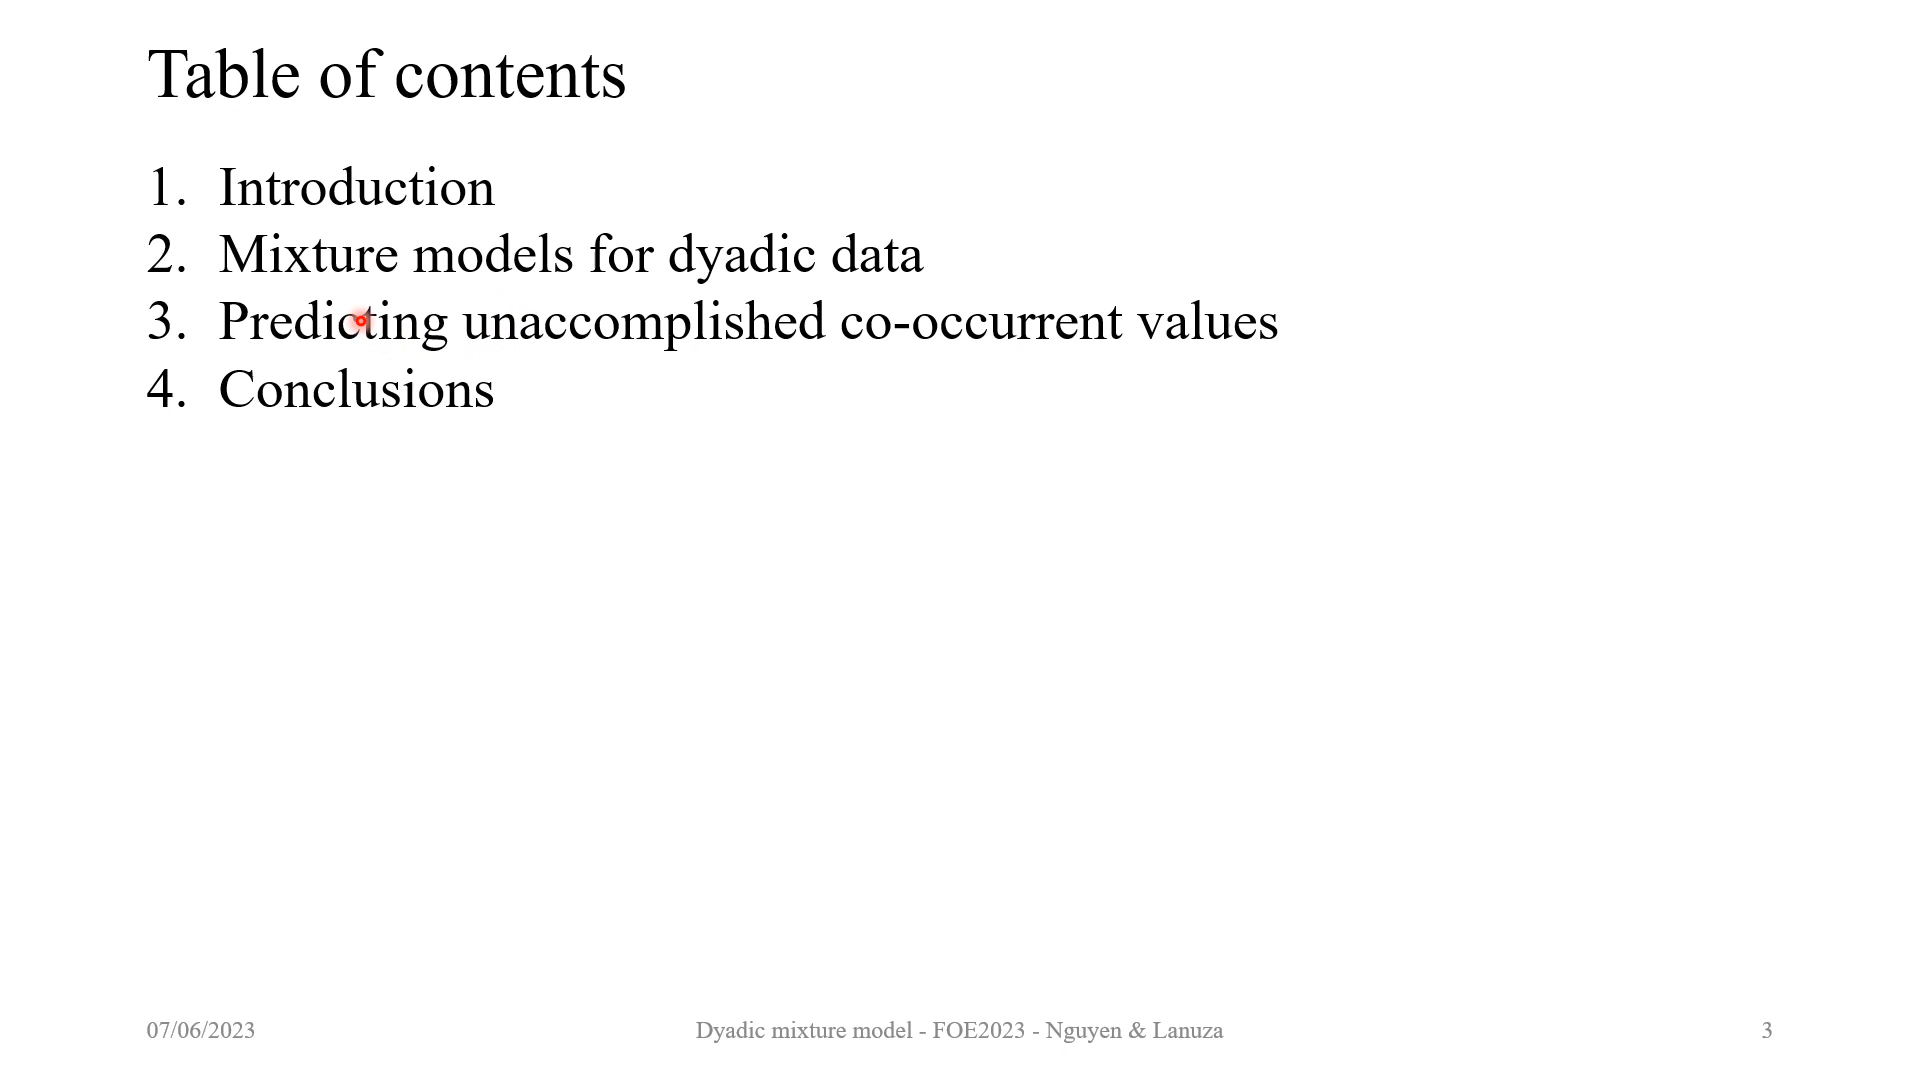 Table of contents
1. Introduction
2. Mixture models for dyadic data
3. Predicting unaccomplished co-occurrent values
4. Conclusions
07/06/2023 Dyadic mixture model - FOE2023 - Nguyen & Lanuza 3